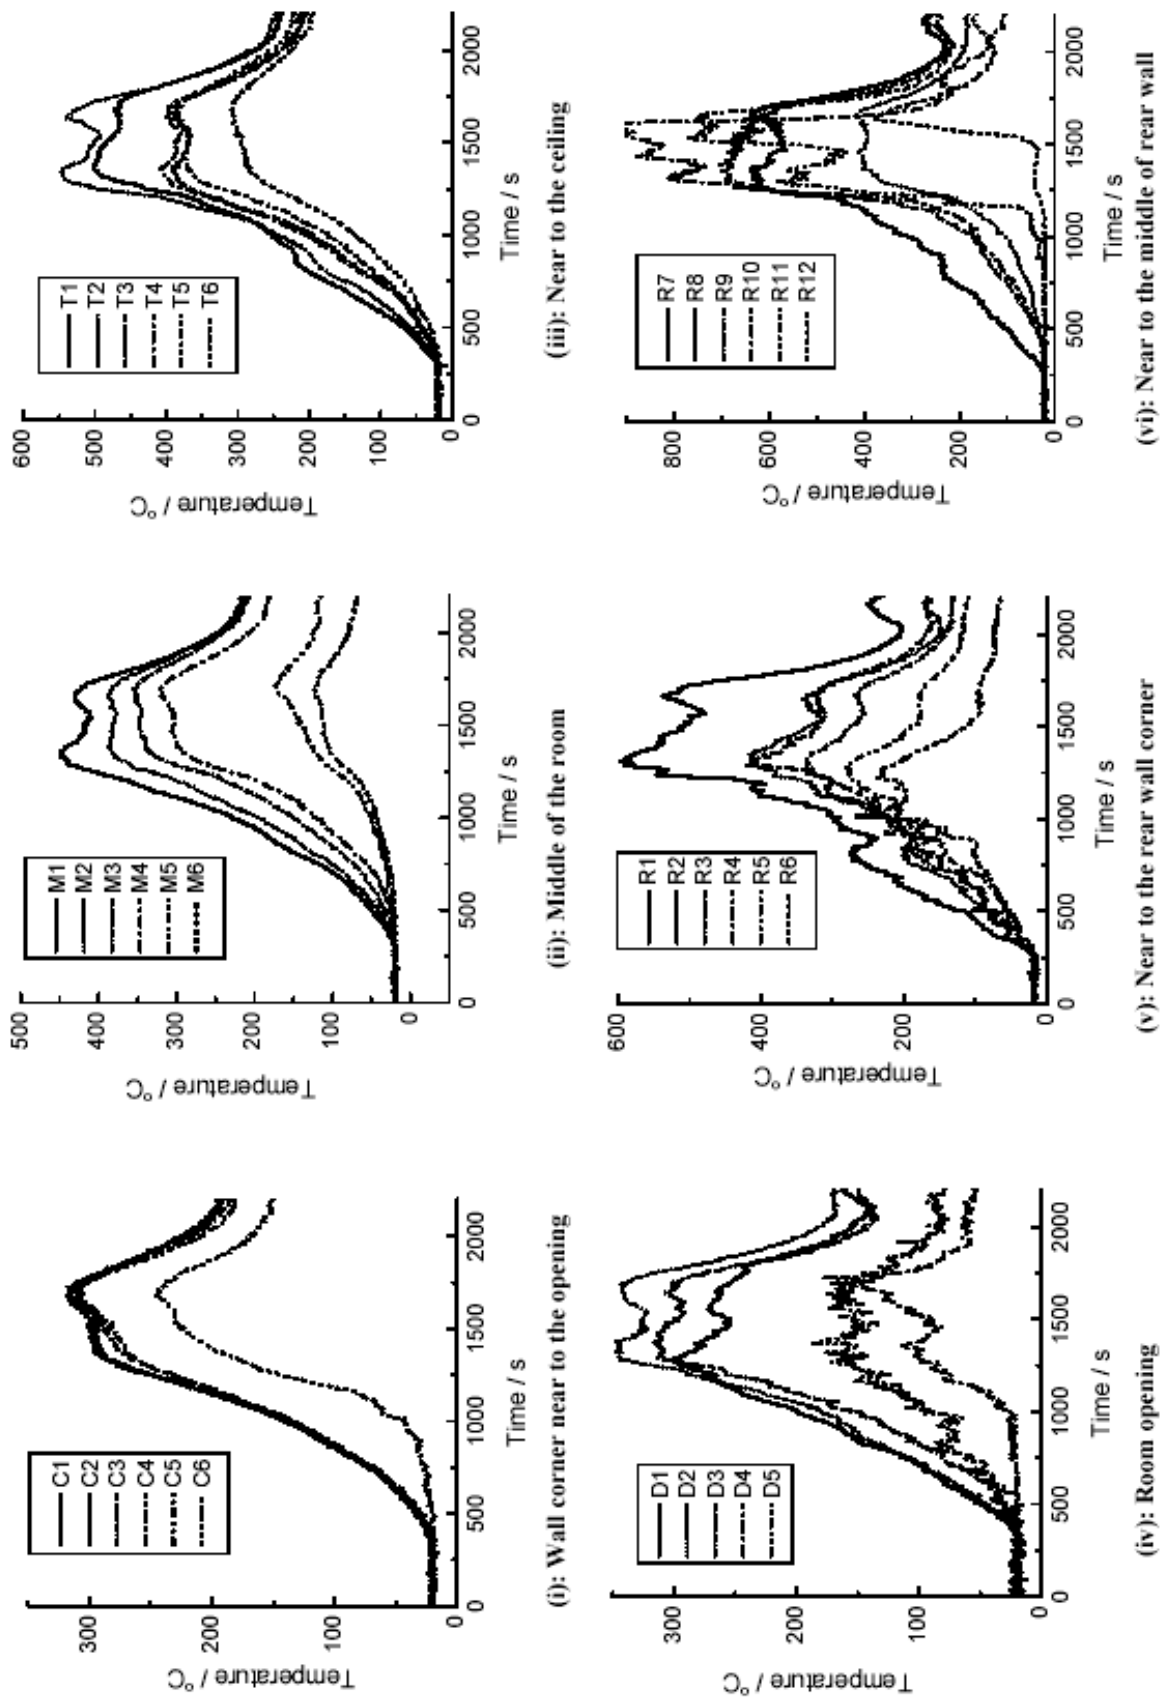 Temperature / °C
300
200
100
0
C1
C2
C3
C4
C5
C6
0
500
1000
1500
2000
Time / s
(i): Wall corner near to the opening
Temperature / °C
500
400
300
200
100
0
M1
M2
M3
M4
M5
M6
0
500
1000
1500
2000
Time / s
(ii): Middle of the room
Temperature / °C
600
500
400
300
200
100
0
T1
T2
T3
T4
T5
T6
0
500
1000
1500
2000
Time / s
(iii): Near to the ceiling
Temperature / °C
300
200
100
0
D1
D2
D3
D4
D5
0
500
1000
1500
2000
Time / s
(iv): Room opening
Temperature / °C
600
400
200
0
R1
R2
R3
R4
R5
R6
0
500
1000
1500
2000
Time / s
(v): Near to the rear wall corner
Temperature / °C
800
600
400
200
0
R7
R8
R9
R10
R11
R12
0
500
1000
1500
2000
Time / s
(vi): Near to the middle of rear wall